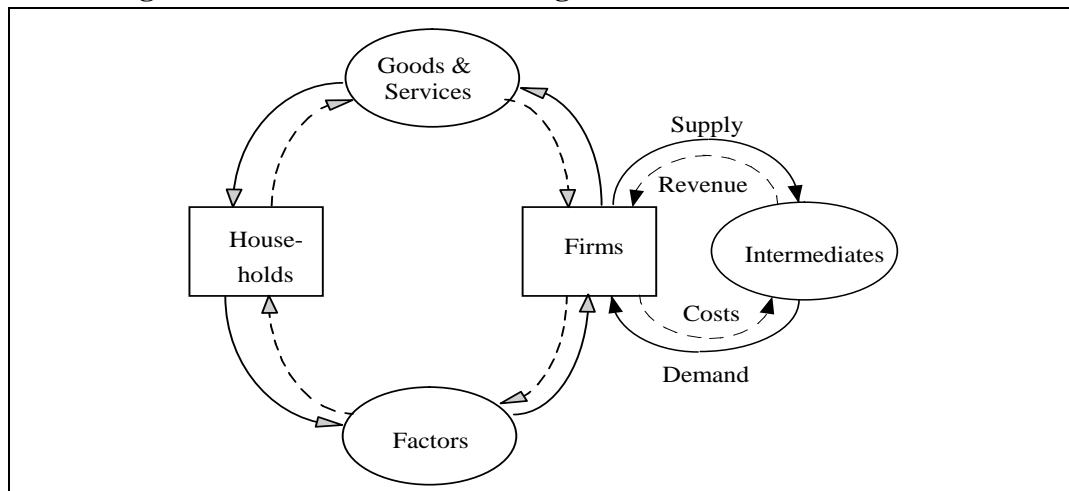 Goods &
Services
Supply
Revenue
House-
holds
Firms
Intermediates
Costs
Demand
Factors